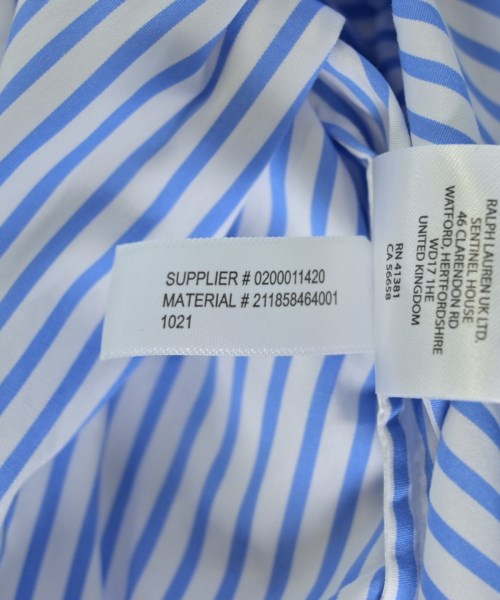 SUPPLIER # 0200011420
MATERIAL # 211858464001
1021
RALPH LAUREN UK LTD,
SENTINEL HOUSE
46 CLARENDON RD
WATFORD, HERTFORDSHIRE
WD17 1HE
UNITED KINGDOM
RN 41381
CA 56658